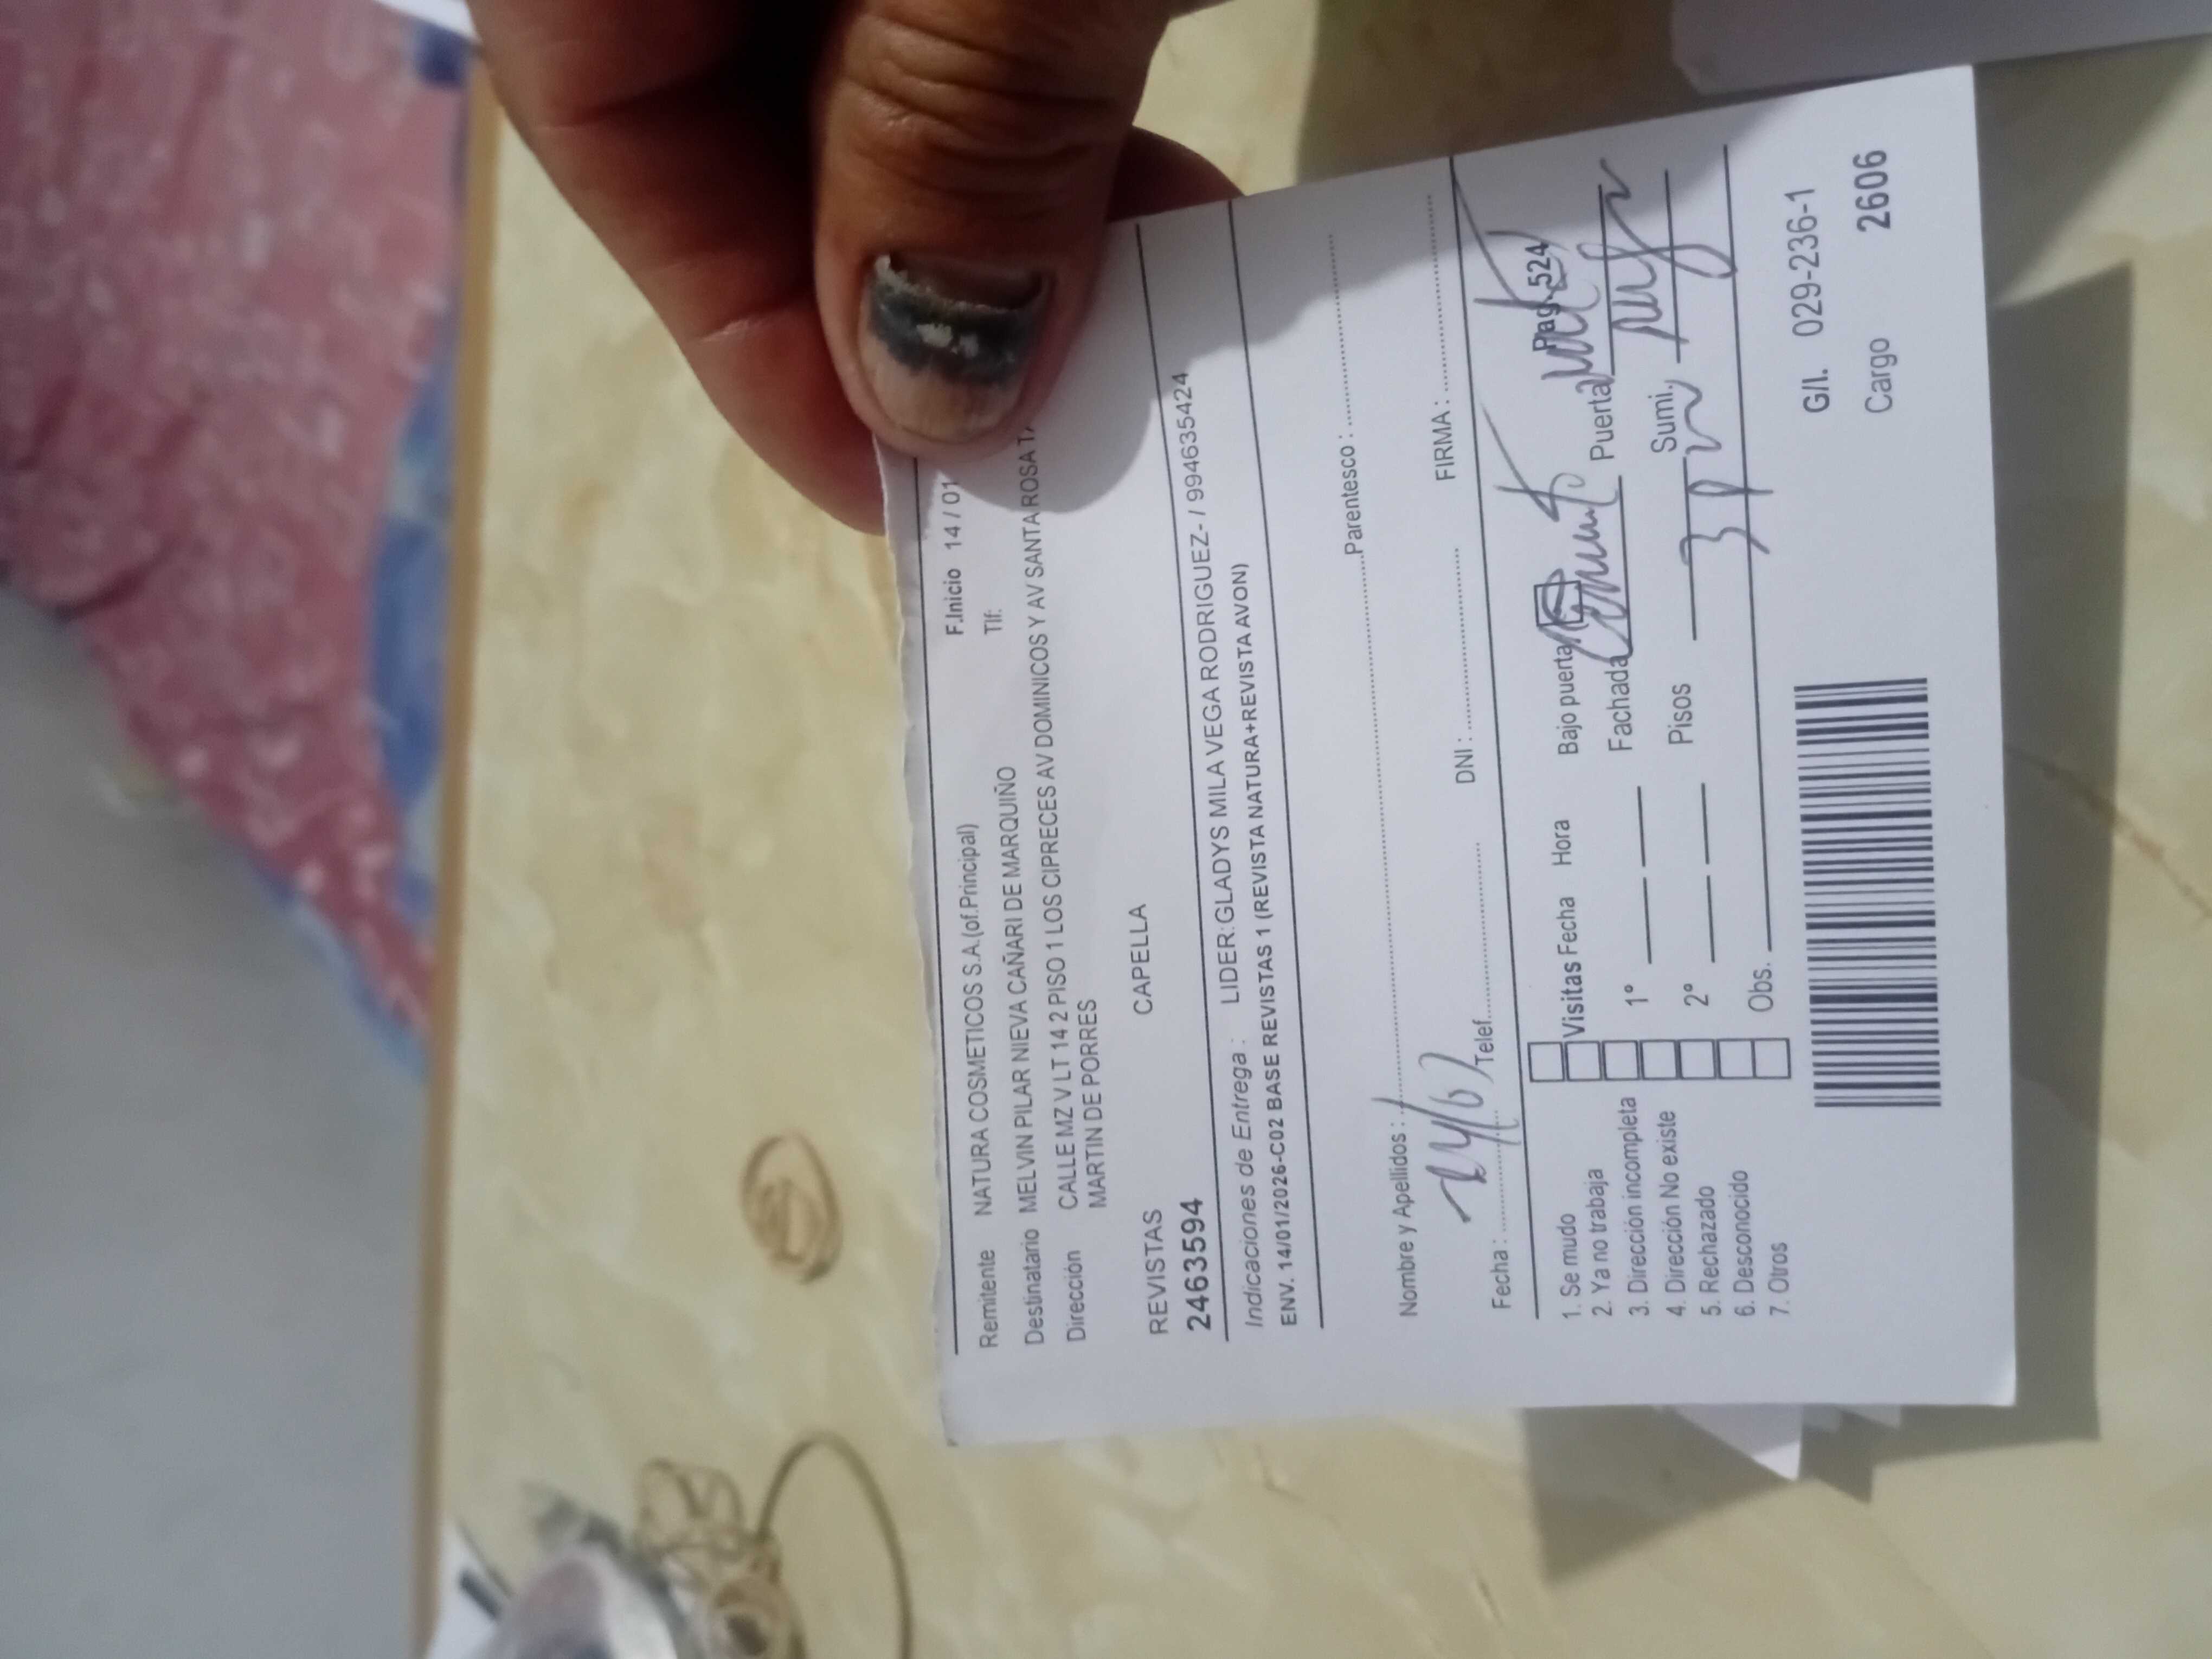 F.Inicio 14 / 01
Remitente NATURA COSMETICOS S.A.(of.Principal) Tlf:
Destinatario MELVIN PILAR NIEVA CAÑARI DE MARQUIÑO
Dirección CALLE MZ V LT 14 2 PISO 1 LOS CIPRECES AV DOMINICOS Y AV SANTA ROSA
MARTIN DE PORRES
REVISTAS CAPELLA
2463594
Indicaciones de Entrega : LIDER: GLADYS MILA VEGA RODRIGUEZ- / 994635424
ENV. 14/01/2026-C02 BASE REVISTAS 1 (REVISTA NATURA+REVISTA AVON)
Nombre y Apellidos : Parentesco :
Fecha : Telef. DNI : FIRMA :
Pag. 524
1. Se mudo Visitas Fecha Hora Bajo puerta
2. Ya no trabaja 1° Fachada Puerta
3. Dirección incompleta
4. Dirección No existe 2° Pisos Sumi.
5. Rechazado
6. Desconocido Obs.
7. Otros
G/I. 029-236-1
Cargo 2606